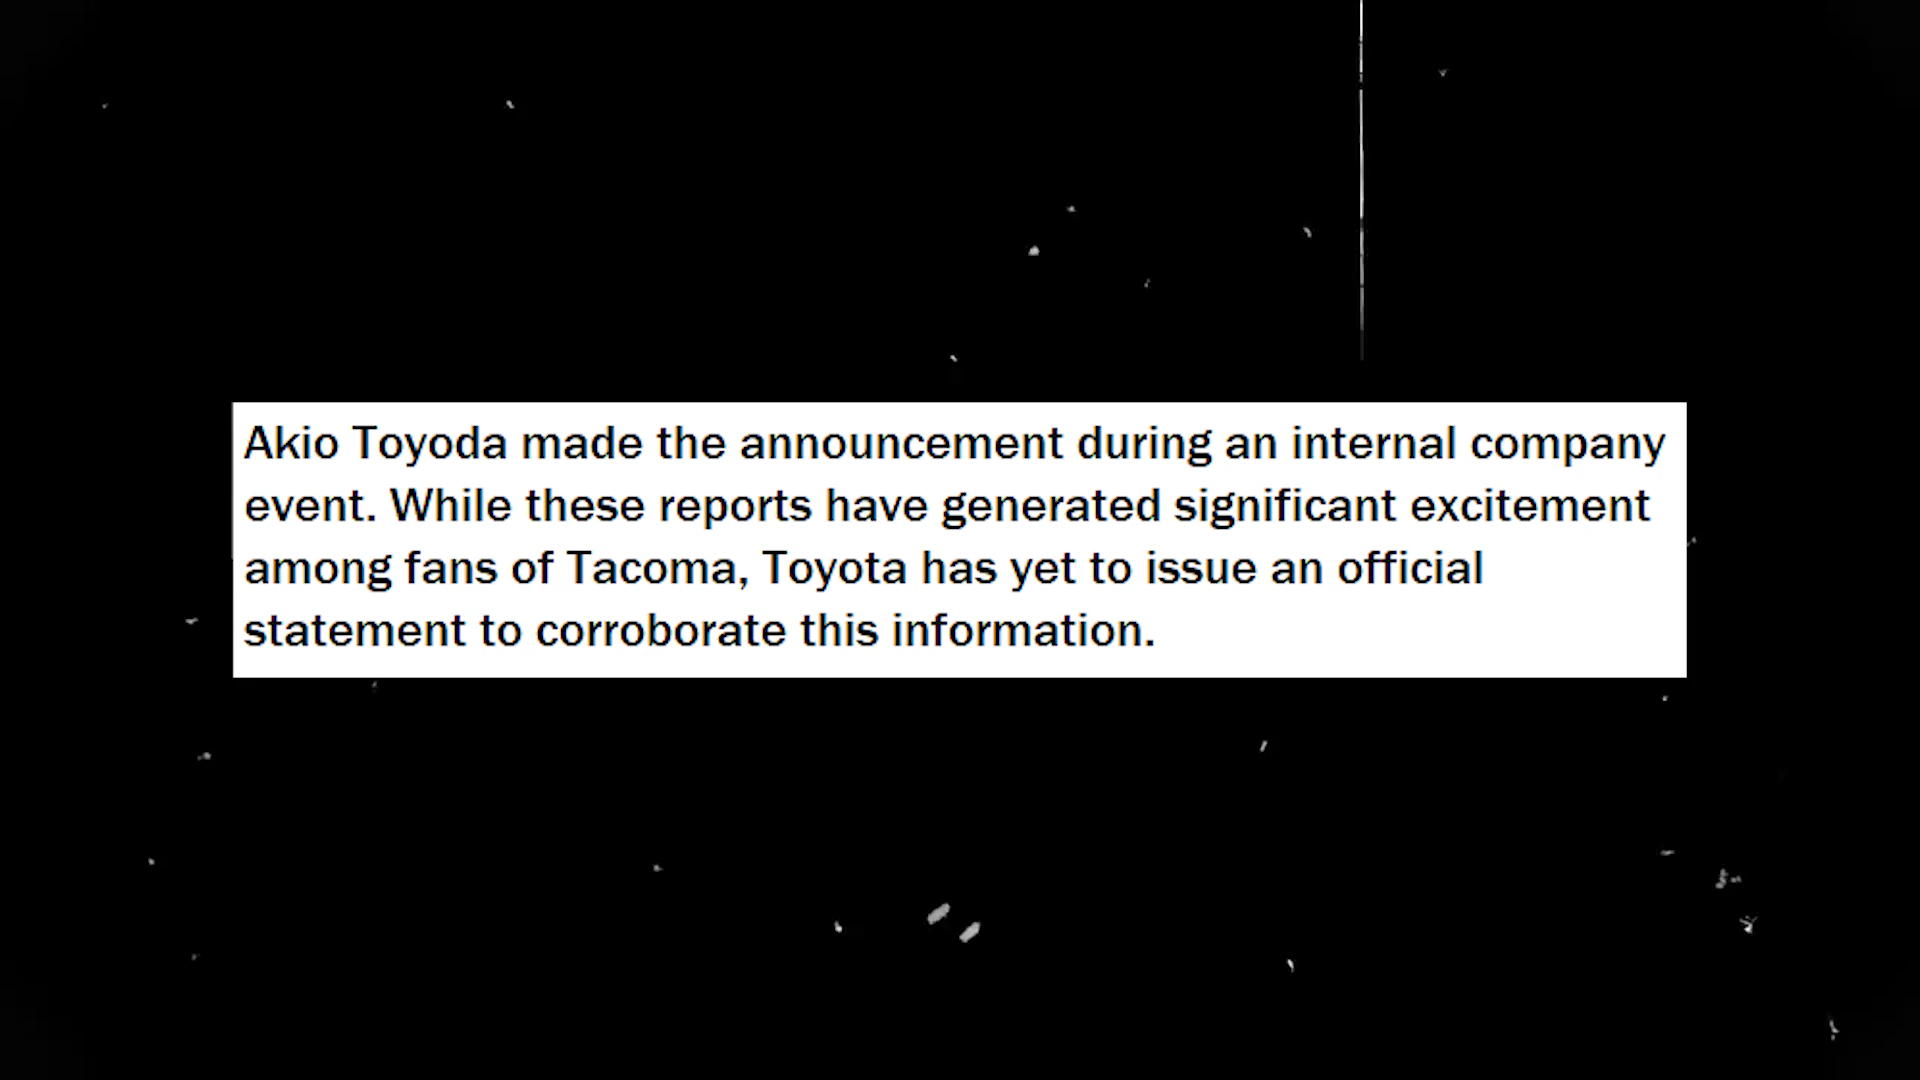 Akio Toyoda made the announcement during an internal company
event. While these reports have generated significant excitement
among fans of Tacoma, Toyota has yet to issue an official
statement to corroborate this information.